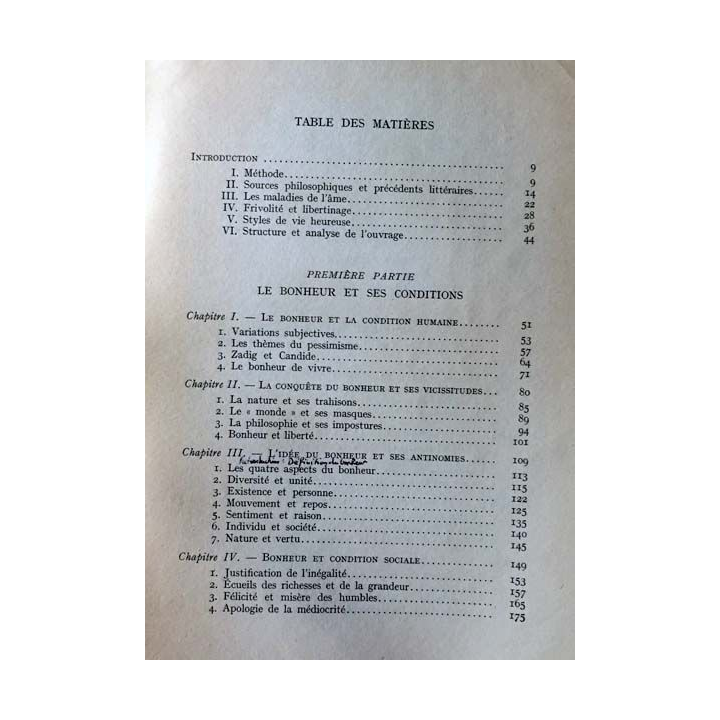 TABLE DES MATIÈRES
INTRODUCTION ........ 9
I. Méthode........ 9
II. Sources philosophiques et précédents littéraires...... 14
III. Les maladies de l'âme........ 22
IV. Frivolité et libertinage........ 28
V. Styles de vie heureuse........ 36
VI. Structure et analyse de l'ouvrage........ 44
PREMIÈRE PARTIE
LE BONHEUR ET SES CONDITIONS
Chapitre I. — LE BONHEUR ET LA CONDITION HUMAINE........ 51
1. Variations subjectives........ 53
2. Les thèmes du pessimisme........ 57
3. Zadig et Candide........ 64
4. Le bonheur de vivre........ 71
Chapitre II. — LA CONQUÊTE DU BONHEUR ET SES VICISSITUDES... 80
1. La nature et ses trahisons........ 85
2. Le « monde » et ses masques........ 89
3. La philosophie et ses impostures........ 94
4. Bonheur et liberté........ 101
Chapitre III. — L'IDÉE DU BONHEUR ET SES ANTINOMIES...... 109
Introduction : Définition du bonheur
1. Les quatre aspects du bonheur........ 113
2. Diversité et unité........ 115
3. Existence et personne........ 122
4. Mouvement et repos........ 125
5. Sentiment et raison........ 135
6. Individu et société........ 140
7. Nature et vertu........ 145
Chapitre IV. — BONHEUR ET CONDITION SOCIALE........ 149
1. Justification de l'inégalité........ 153
2. Écueils des richesses et de la grandeur........ 157
3. Félicité et misère des humbles........ 165
4. Apologie de la médiocrité........ 175